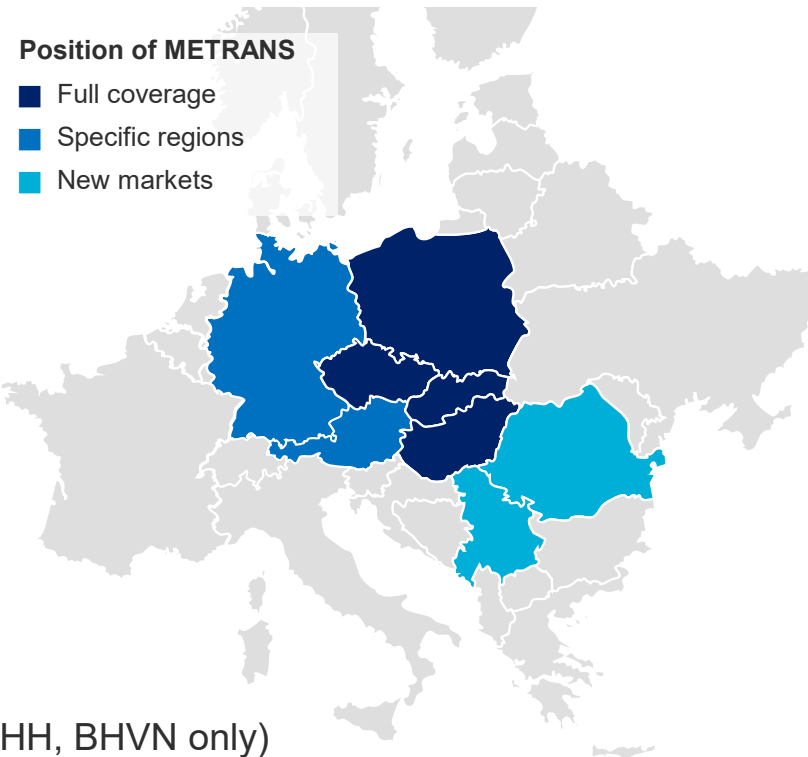 Position of METRANS
Full coverage
Specific regions
New markets
HH, BHVN only)